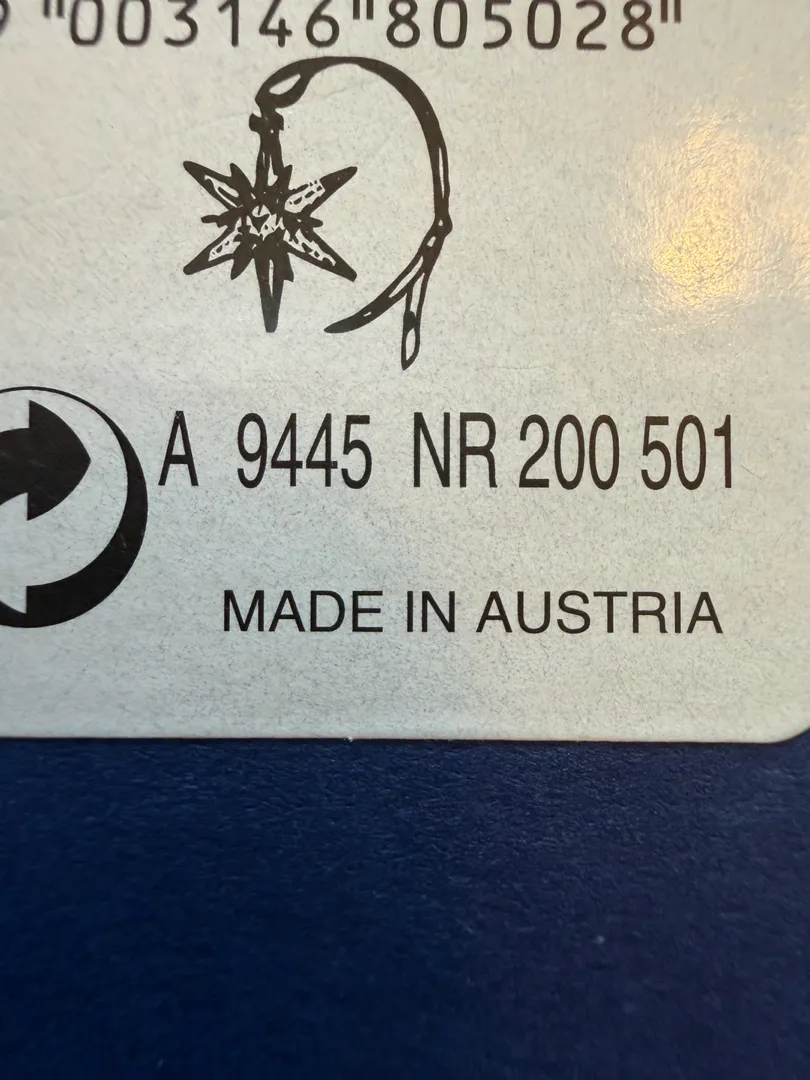 "003146"805028"
A 9445 NR 200 501
MADE IN AUSTRIA